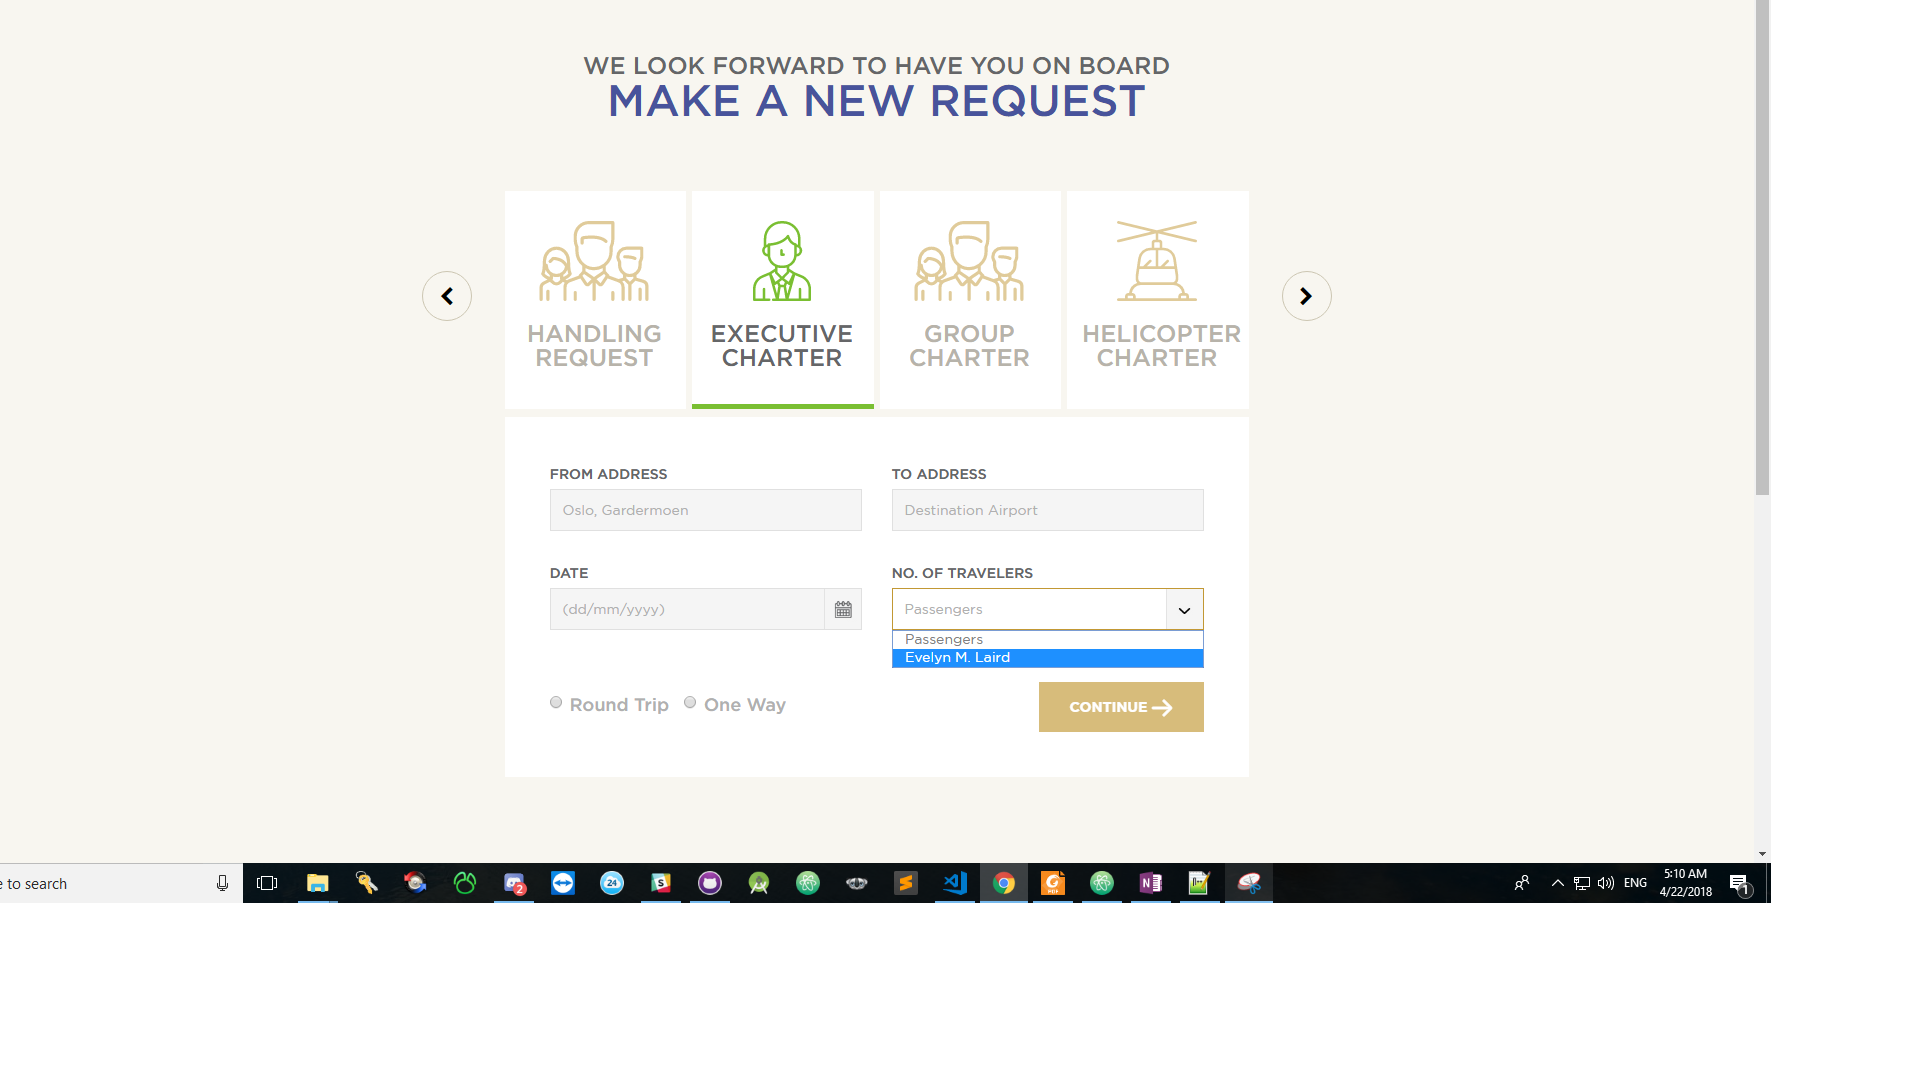 WE LOOK FORWARD TO HAVE YOU ON BOARD
MAKE A NEW REQUEST
HANDLING
REQUEST
EXECUTIVE
CHARTER
GROUP
CHARTER
HELICOPTER
CHARTER
FROM ADDRESS
TO ADDRESS
Oslo, Gardermoen
Destination Airport
DATE
NO. OF TRAVELERS
(dd/mm/yyyy)
Passengers
Passengers
Evelyn M. Laird
Round Trip
One Way
CONTINUE
e to search
2
24
S
PDF
N
ENG
5:10 AM
4/22/2018
1